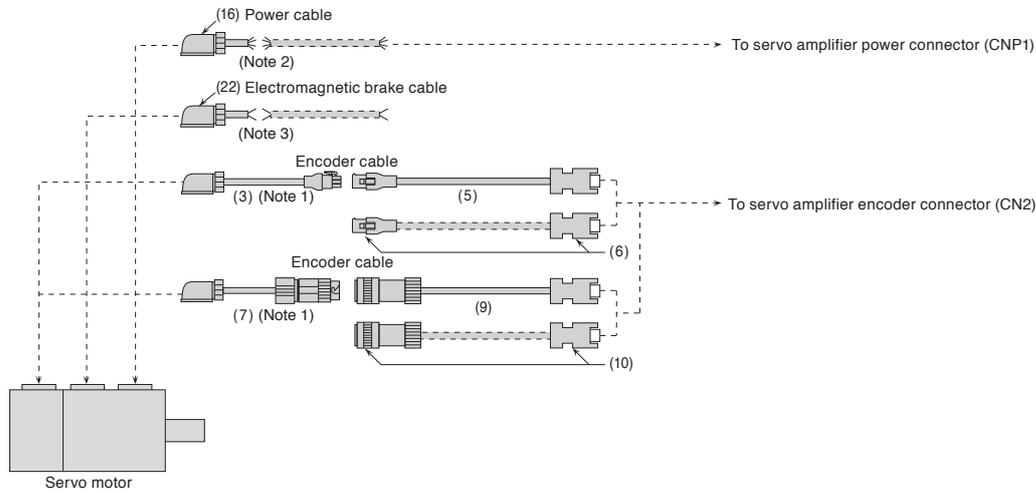 (16) Power cable
To servo amplifier power connector (CNP1)
(Note 2)
(22) Electromagnetic brake cable
(Note 3)
Encoder cable
(3) (Note 1)
(5)
To servo amplifier encoder connector (CN2)
(6)
Encoder cable
(7) (Note 1)
(9)
(10)
Servo motor